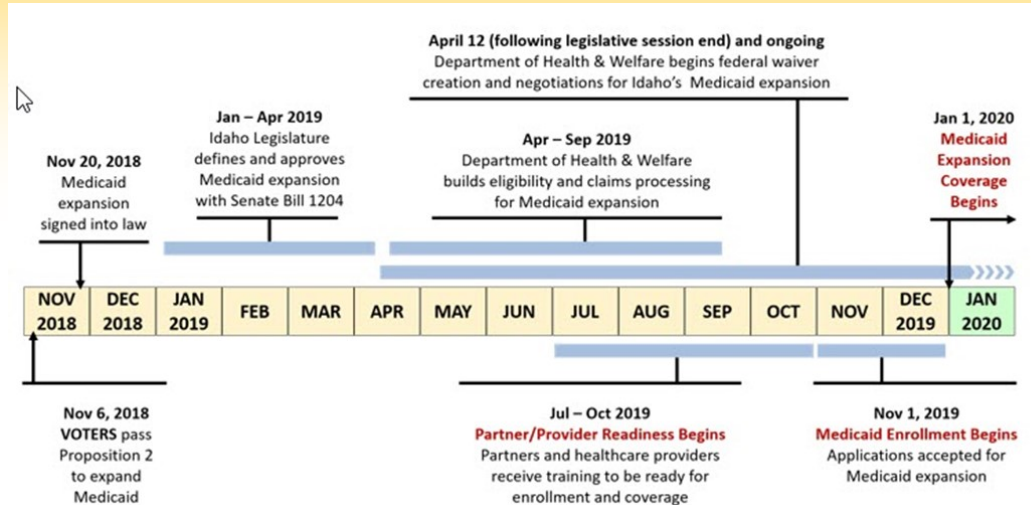 April 12 (following legislative session end) and ongoing
Department of Health & Welfare begins federal waiver
creation and negotiations for Idaho's Medicaid expansion
Jan – Apr 2019
Idaho Legislature
defines and approves
Medicaid expansion
with Senate Bill 1204
Apr – Sep 2019
Department of Health & Welfare
builds eligibility and claims processing
for Medicaid expansion
Jan 1, 2020
Medicaid
Expansion
Coverage
Begins
Nov 20, 2018
Medicaid
expansion
signed into law
NOV
2018
DEC
2018
JAN
2019
FEB
MAR
APR
MAY
JUN
JUL
AUG
SEP
OCT
NOV
DEC
2019
JAN
2020
Nov 6, 2018
VOTERS pass
Proposition 2
to expand
Medicaid
Jul – Oct 2019
Partner/Provider Readiness Begins
Partners and healthcare providers
receive training to be ready for
enrollment and coverage
Nov 1, 2019
Medicaid Enrollment Begins
Applications accepted for
Medicaid expansion